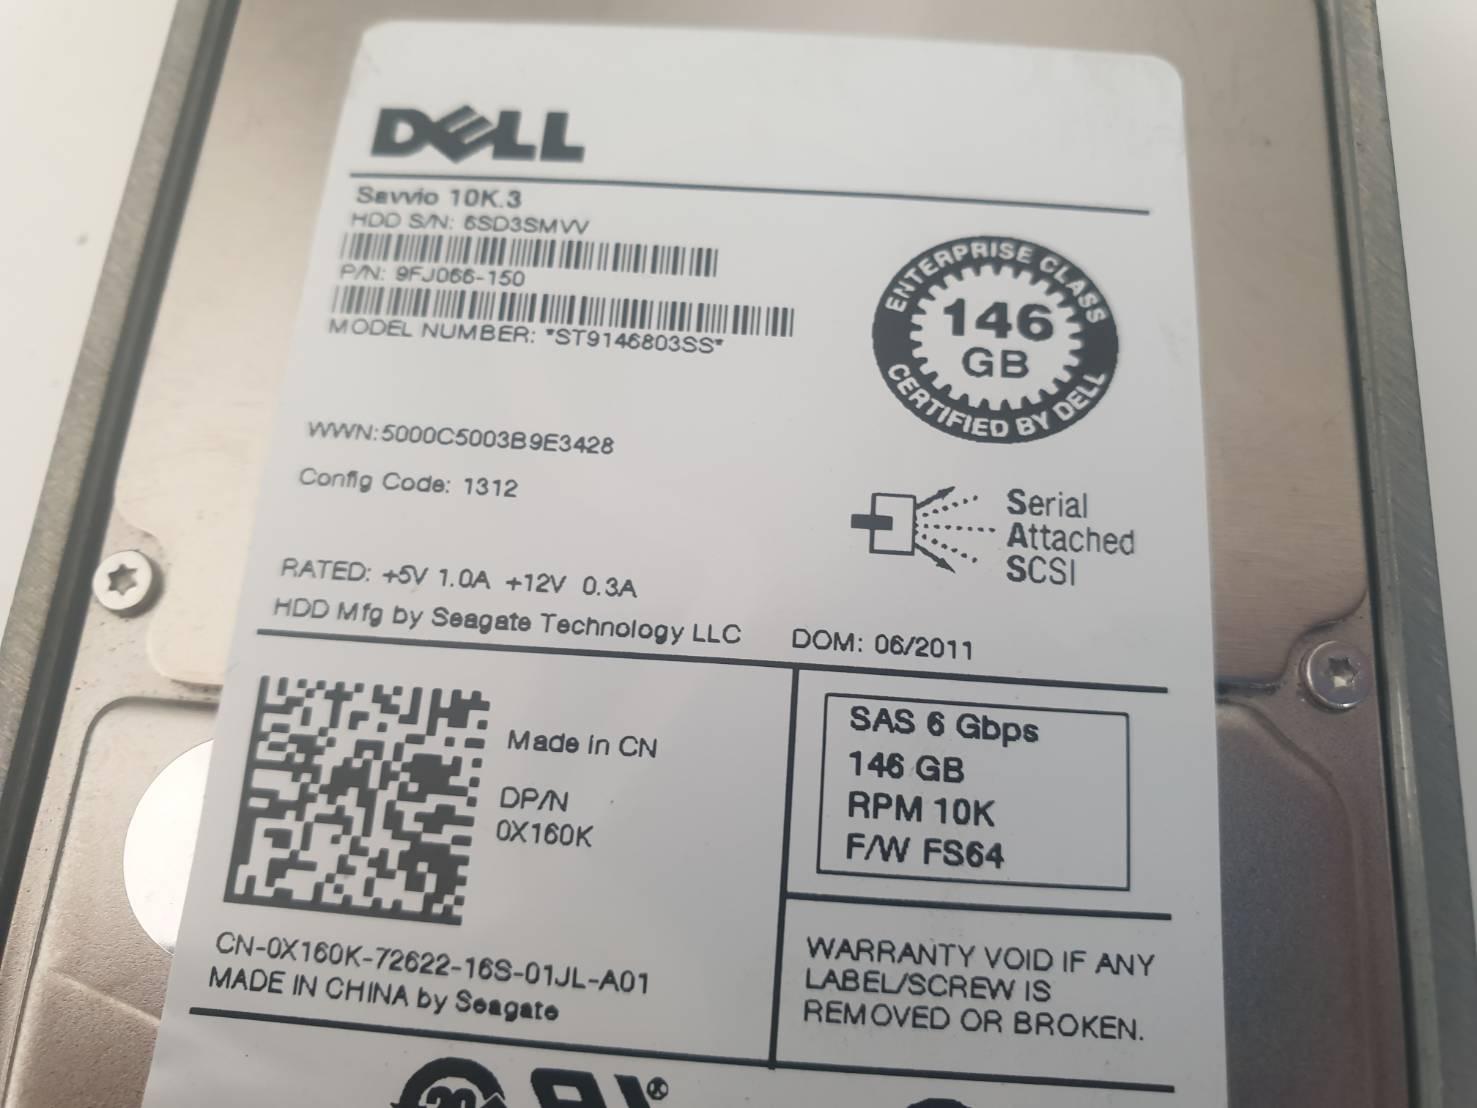 DELL
Savvio 10K.3
HDD S/N: 6SD3SMVV
P/N: 9FJ066-150
MODEL NUMBER: *ST9146803SS*
ENTERPRISE CLASS
146
GB
CERTIFIED BY DELL
WWN:5000C5003B9E3428
Config Code: 1312
Serial
Attached
SCSI
RATED: +5V 1.0A +12V 0.3A
HDD Mfg by Seagate Technology LLC DOM: 06/2011
Made in CN
DP/N
0X160K
SAS 6 Gbps
146 GB
RPM 10K
F/W FS64
CN-0X160K-72622-16S-01JL-A01
MADE IN CHINA by Seagate
WARRANTY VOID IF ANY
LABEL/SCREW IS
REMOVED OR BROKEN.